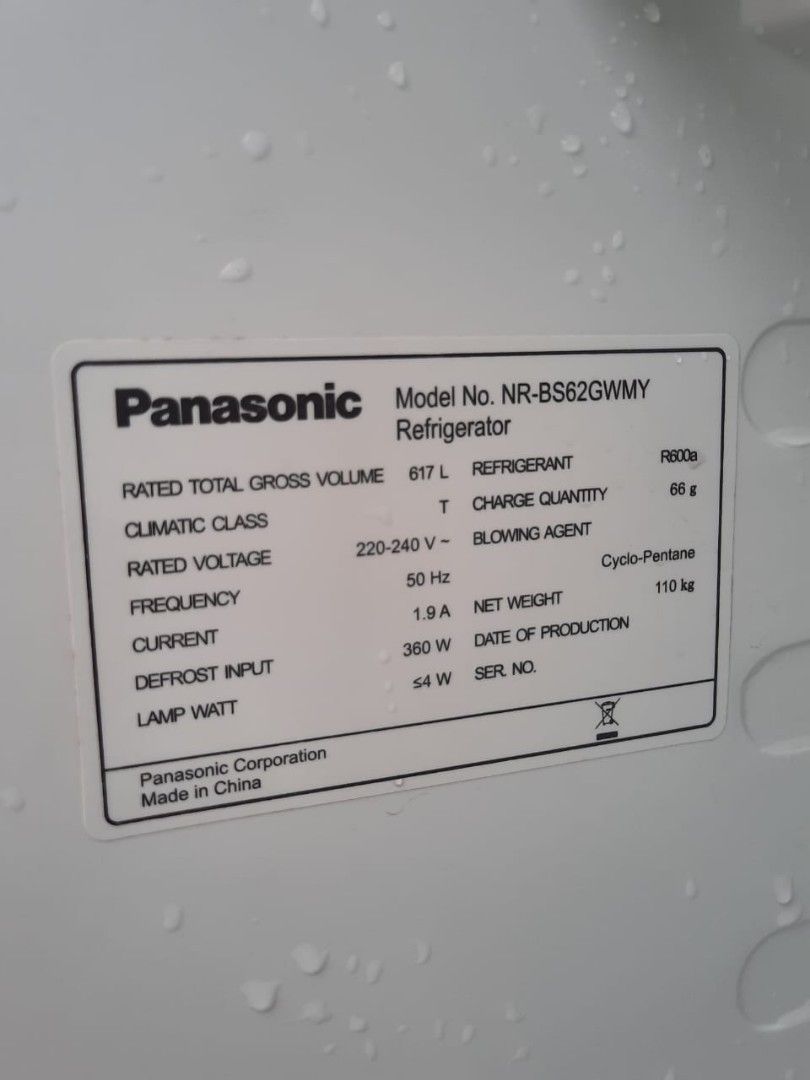 Panasonic
Model No. NR-BS62GWMY
Refrigerator
RATED TOTAL GROSS VOLUME 617 L
CLIMATIC CLASS T
RATED VOLTAGE 220-240 V ~
FREQUENCY 50 Hz
CURRENT 1.9 A
DEFROST INPUT 360 W
LAMP WATT ≤4 W
REFRIGERANT R600a
CHARGE QUANTITY 66 g
BLOWING AGENT
Cyclo-Pentane
NET WEIGHT 110 kg
DATE OF PRODUCTION
SER. NO.
Panasonic Corporation
Made in China